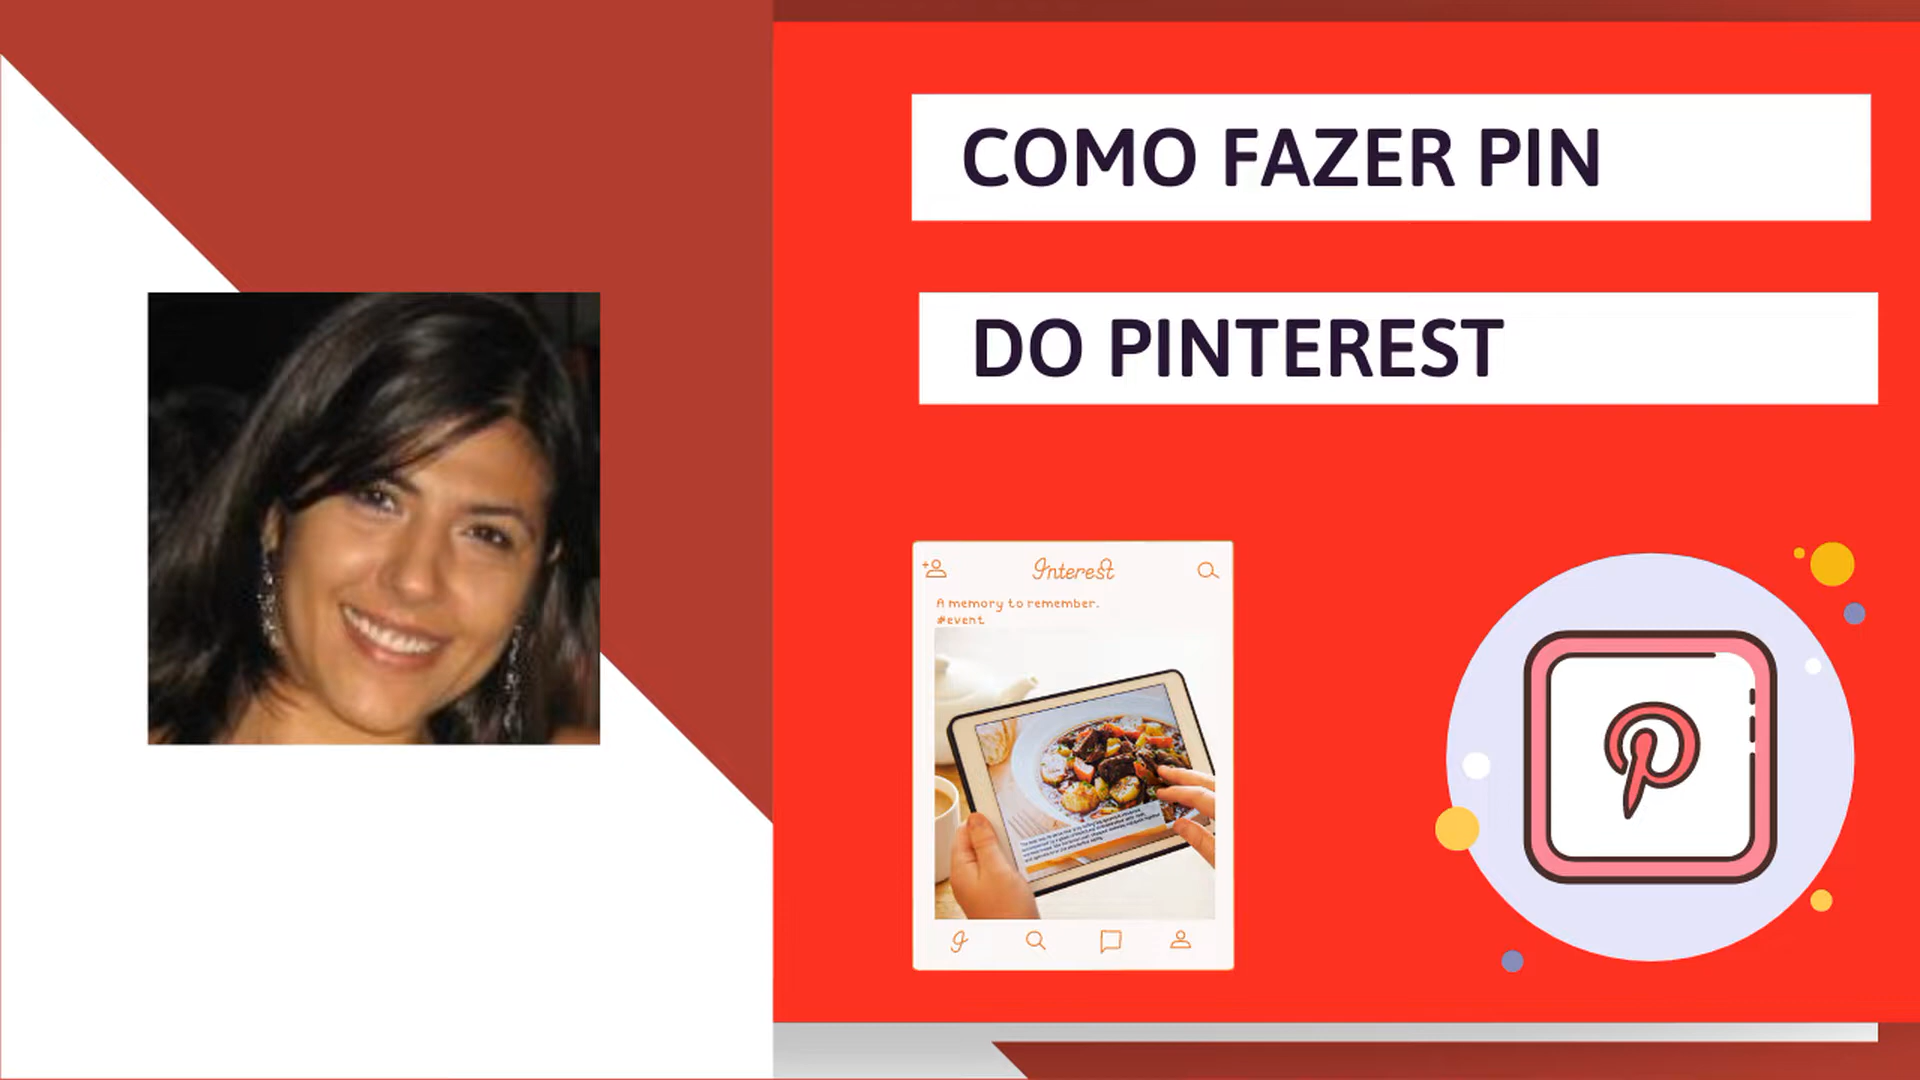 COMO FAZER PIN
DO PINTEREST
Interest
A memory to remember.
#event